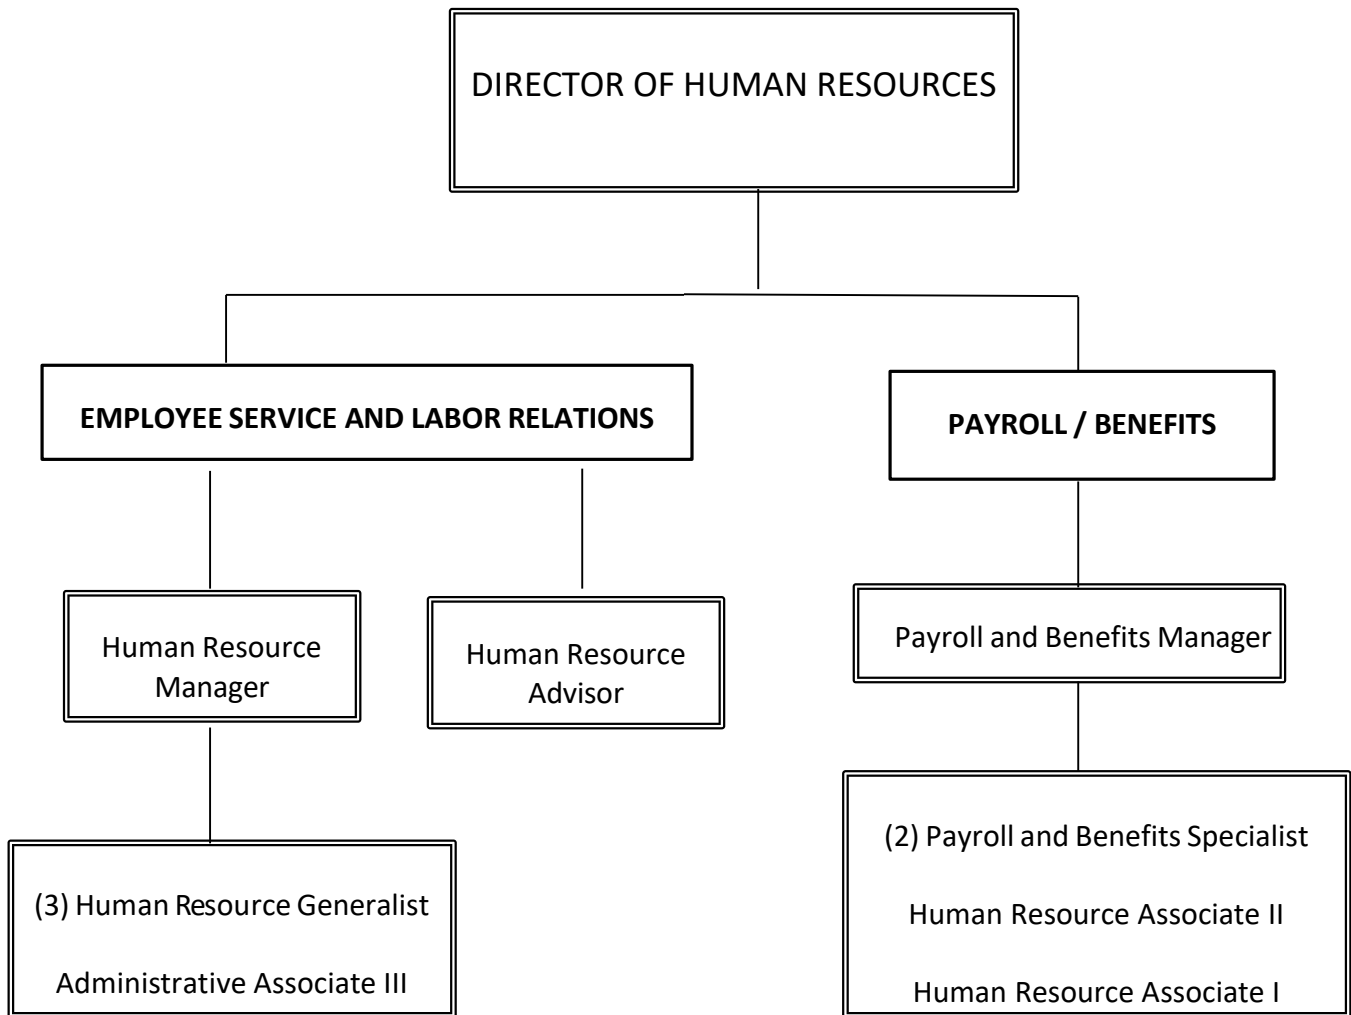 DIRECTOR OF HUMAN RESOURCES
EMPLOYEE SERVICE AND LABOR RELATIONS
PAYROLL / BENEFITS
Human Resource
Manager
Human Resource
Advisor
Payroll and Benefits Manager
(3) Human Resource Generalist
Administrative Associate III
(2) Payroll and Benefits Specialist
Human Resource Associate II
Human Resource Associate I